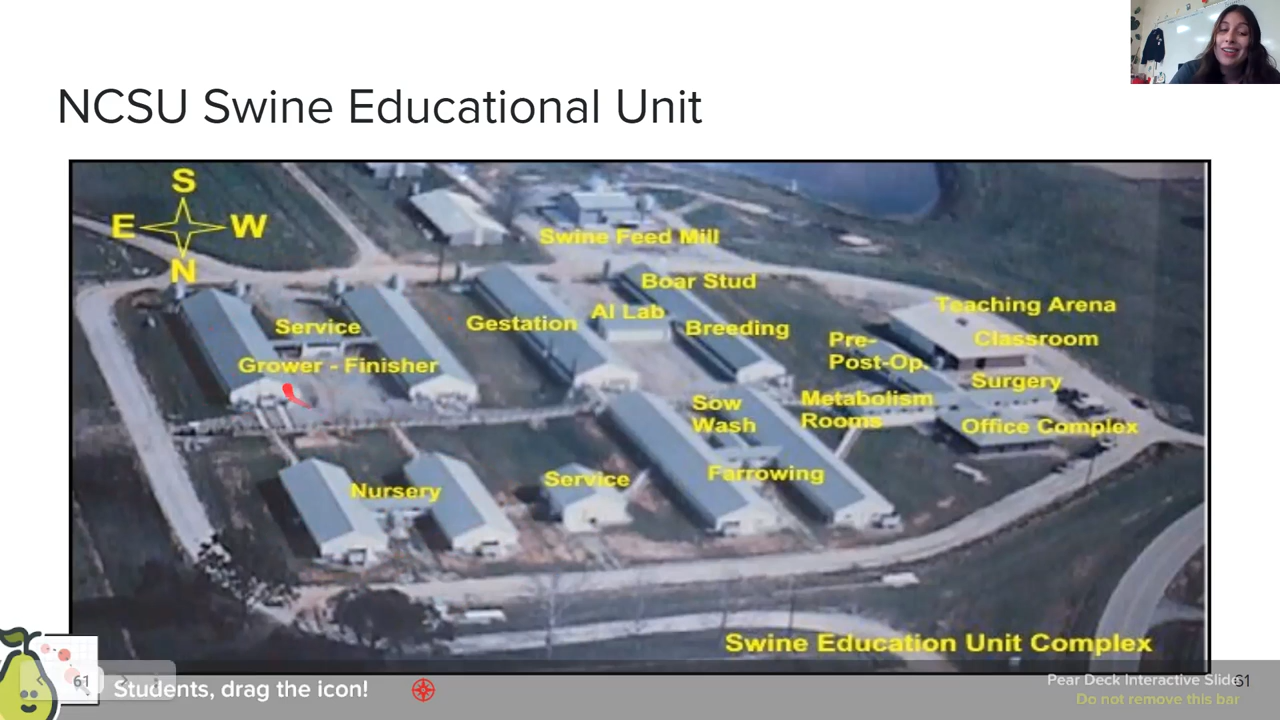 NCSU Swine Educational Unit
S
E W
N
Swine Feed Mill
Boar Stud
Teaching Arena
AI Lab
Service
Gestation
Breeding
Classroom
Pre-
Post-Op.
Grower - Finisher
Surgery
Metabolism
Rooms
Sow
Wash
Office Complex
Farrowing
Service
Nursery
Swine Education Unit Complex
61
Students, drag the icon!
Pear Deck Interactive Slide
Do not remove this bar
61